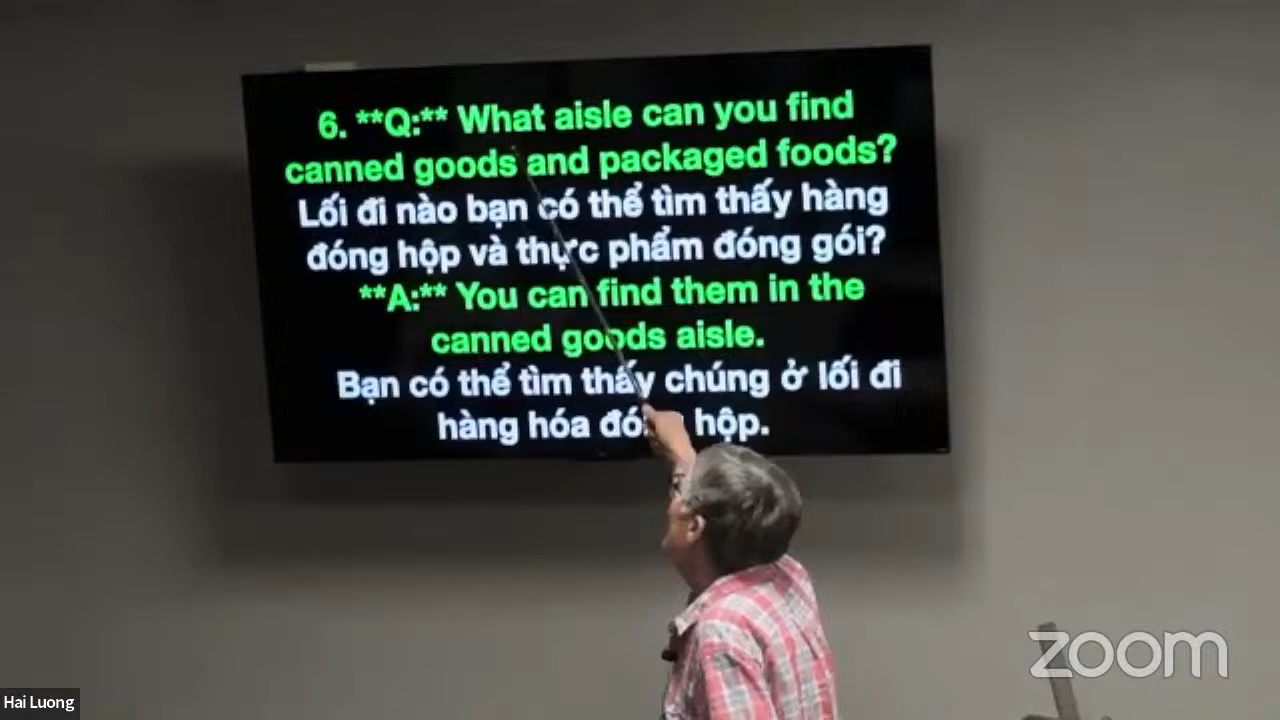 6. **Q:** What aisle can you find
canned goods and packaged foods?
Lối đi nào bạn có thể tìm thấy hàng
đóng hộp và thực phẩm đóng gói?
**A:** You can find them in the
canned goods aisle.
Bạn có thể tìm thấy chúng ở lối đi
hàng hóa hộp.
zoom
Hai Luong